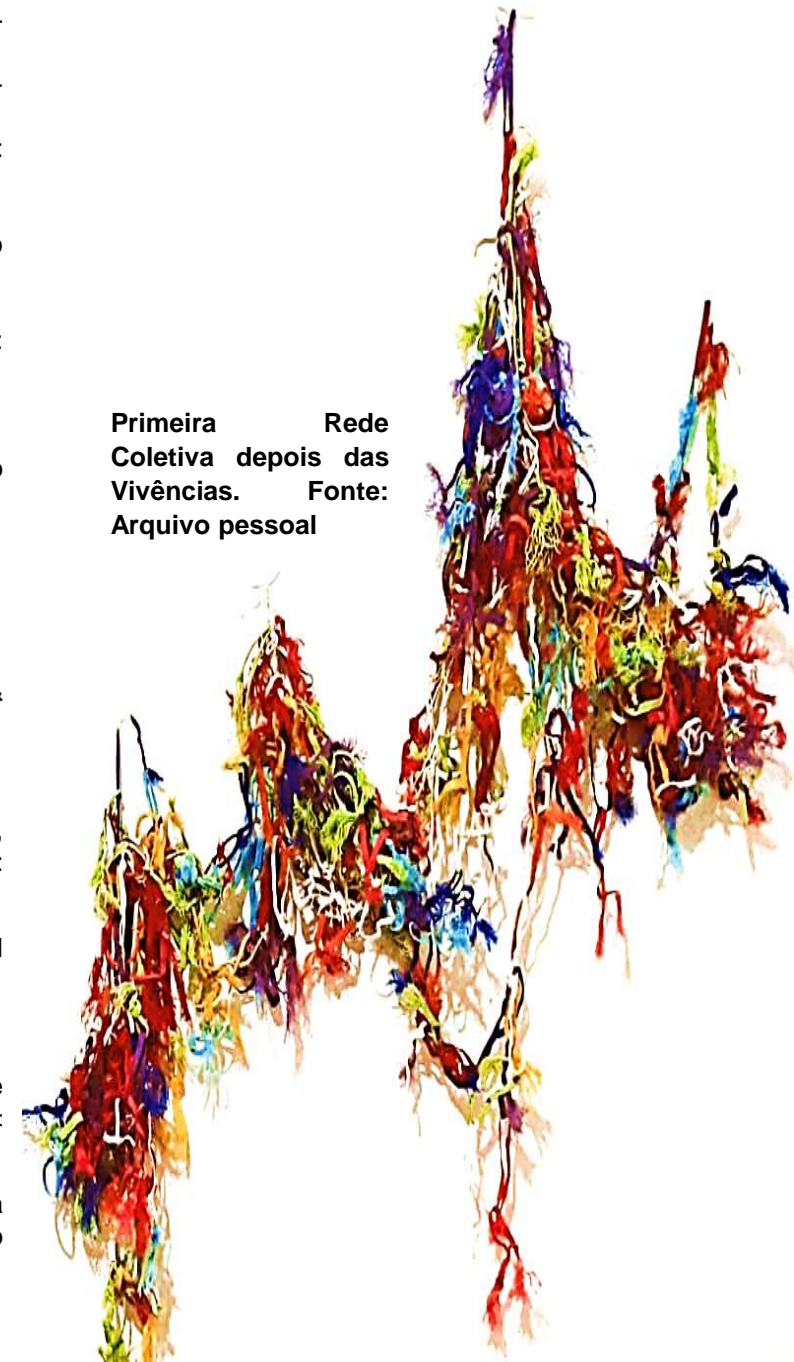 Primeira Rede
Coletiva depois das
Vivências. Fonte:
Arquivo pessoal